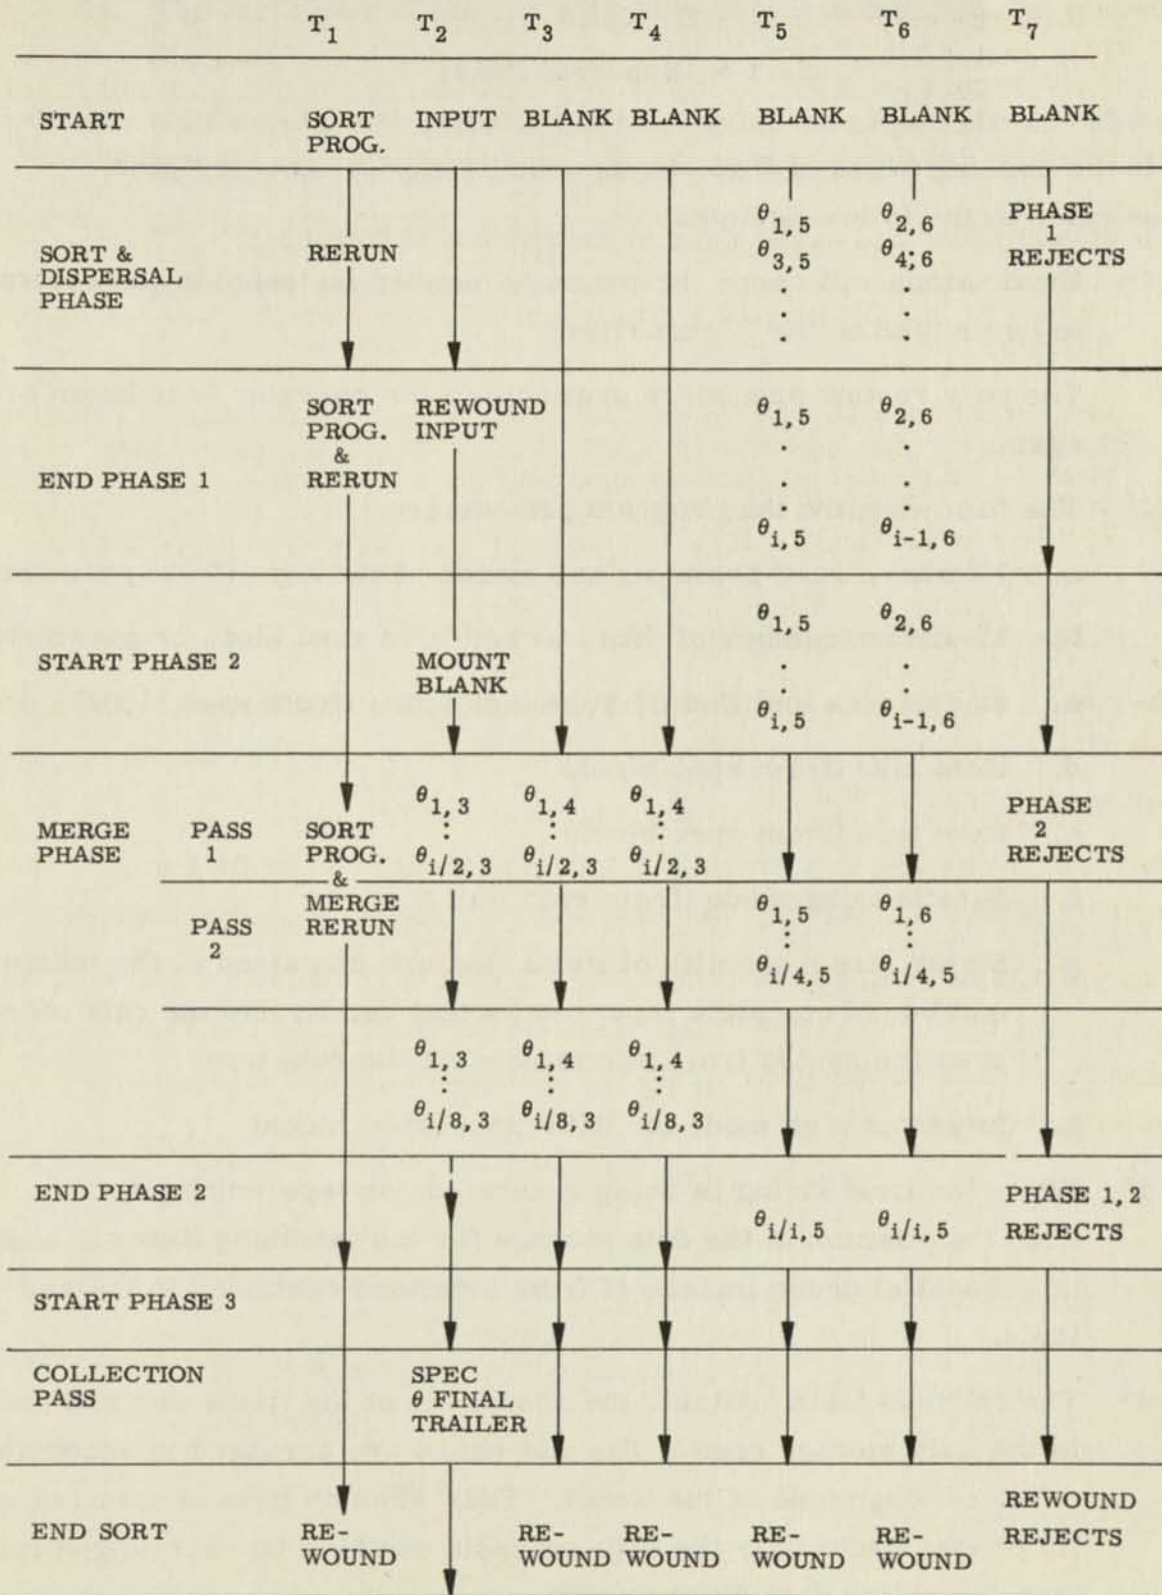 T1 T2 T3 T4 T5 T6 T7
START SORT PROG. INPUT BLANK BLANK BLANK BLANK BLANK
SORT & DISPERSAL PHASE RERUN θ1,5 θ2,6 PHASE 1 REJECTS
θ3,5 θ4,6
END PHASE 1 SORT PROG. & RERUN REWOUND INPUT θ1,5 θ2,6
θi,5 θi-1,6
START PHASE 2 MOUNT BLANK θ1,5 θ2,6
θi,5 θi-1,6
MERGE PHASE PASS 1 SORT PROG. & MERGE RERUN θ1,3 θ1,4 θ1,4 PHASE 2 REJECTS
θi/2,3 θi/2,3 θi/2,3
PASS 2 θ1,5 θ1,6
θi/4,5 θi/4,5
θ1,3 θ1,4 θ1,4
θi/8,3 θi/8,3 θi/8,3
END PHASE 2 θi/i,5 θi/i,5 PHASE 1,2 REJECTS
START PHASE 3
COLLECTION PASS SPEC θ FINAL TRAILER
END SORT RE-WOUND RE-WOUND RE-WOUND RE-WOUND RE-WOUND REWOUND REJECTS